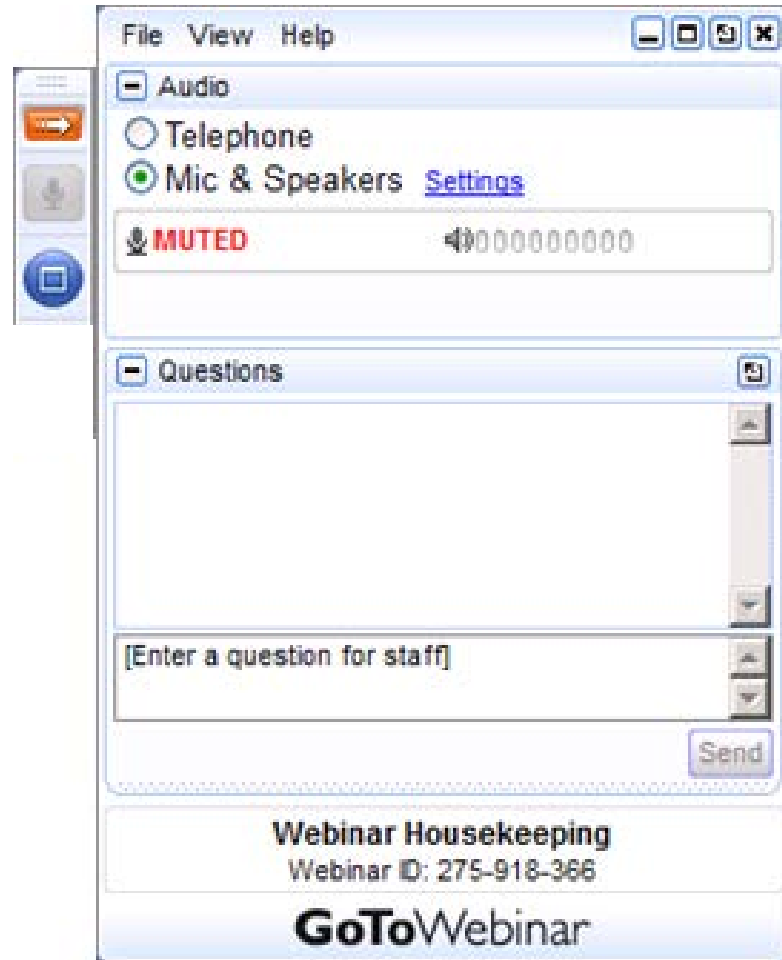 File View Help
Audio
Telephone
Mic & Speakers Settings
MUTED
Questions
[Enter a question for staff]
Send
Webinar Housekeeping
Webinar ID: 275-918-366
GoToWebinar